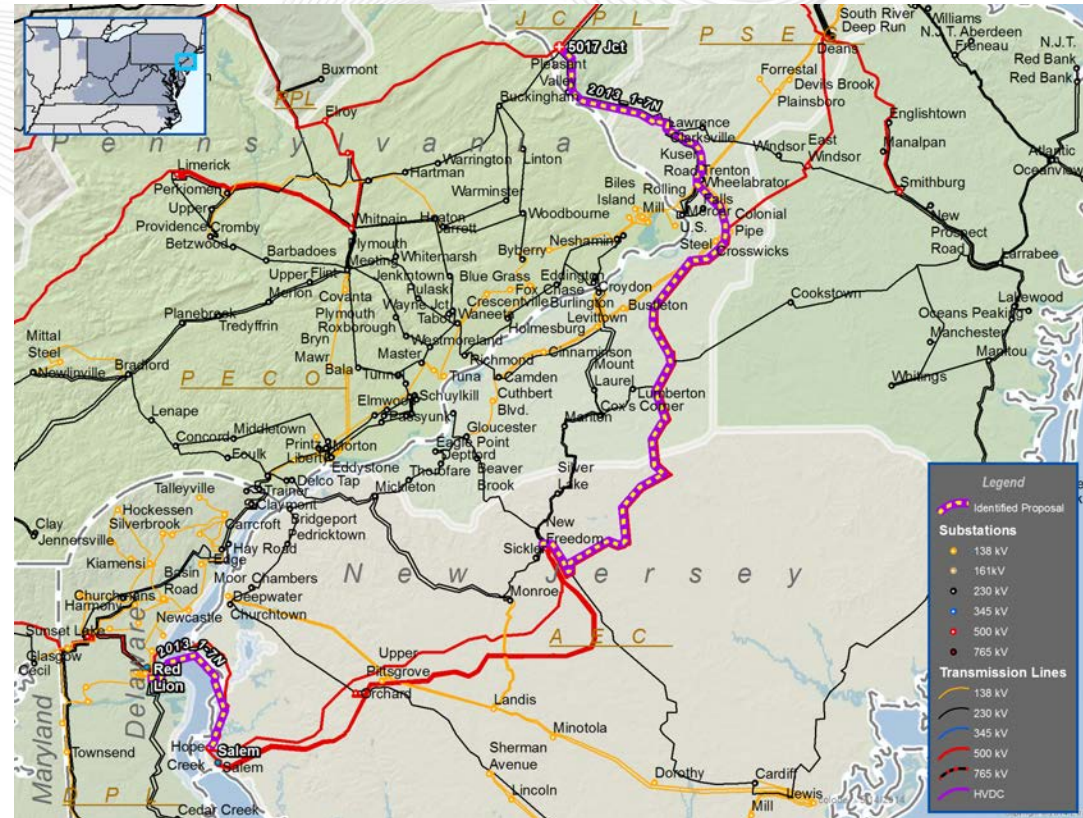 J C P L
P S E G
5017 Jct
Pleasant
Valley
Buckingham
2013_1-7N
South River
Deep Run
Deans
Williams
N.J.T. Aberdeen
Freneau
N.J.T.
Red Bank
Red Bank
Forrestal
Devils Brook
Plainsboro
Englishtown
Manalpan
Atlantic
Oceanview
Buxmont
PPL
Elroy
P e n n s y l v a n i a
Lawrence
Clarksville
Windsor
East
Windsor
Smithburg
Limerick
Perkiomen
Upper
Providence
Cromby
Betzwood
Barbadoes
Warrington
Hartman
Linton
Warminster
Kuser
Road
Trenton
Wheelabrator
Falls
Biles
Island
Rolling
Mill
Mercer
U.S.
Steel
Colonial
Pipe
Crosswicks
New
Prospect
Road
Larrabee
Whitpain
Heaton
Jarrett
Woodbourne
Byberry
Neshaminy
Plymouth
Meeting
Whitemarsh
Upper
Flint
Merion
Jenkintown
Blue Grass
Fox Chase
Eddington
Croydon
Pulaski
Covanta
Plymouth
Wayne Jct.
Crescentville
Burlington
Bustleton
Levittown
Tabor
Waneeta
Holmesburg
Roxborough
Planebrook
Tredyffrin
Cookstown
Lakewood
Oceans Peaking
Manchester
Manitou
Whitings
Mittal
Steel
Newlinville
Bradford
P E C O
Bryn
Mawr
Bala
Westmoreland
Master
Tunnel
Richmond
Tuna
Cinnaminson
Camden
Mount
Laurel
Lumberton
Cox's Corner
Cuthbert
Blvd.
Schuylkill
Elmwood
Passyunk
Gloucester
Marlton
Lenape
Concord
Middletown
Foulk
Printz
Morton
Liberty
Eddystone
Delco Tap
Eagle Point
Deptford
Thorofare
Beaver
Brook
Mickleton
Silver
Lake
Trainer
Claymont
Bridgeport
Pedricktown
Talleyville
Hockessen
Silverbrook
Carrcroft
Clay
Jennersville
Hay Road
Edge
Kiamensi
Basin
Road
Moor
Chambers
New
Freedom
Sickler
N e w J e r s e y
Churchmans
Harmony
Newcastle
Deepwater
Churchtown
Monroe
A E C
Sunset Lake
Glasgow
Cecil
Red
Lion
2013_1-7N
Delaware
Upper
Pittsgrove
Orchard
Landis
Minotola
Hope
Creek
Salem
Salem
Townsend
Maryland
D P L
Cedar Creek
Sherman
Avenue
Lincoln
Dorothy
Cardiff
Mill
Lewis
Legend
Identified Proposal
Substations
138 kV
161kV
230 kV
345 kV
500 kV
765 kV
Transmission Lines
138 kV
230 kV
345 kV
500 kV
765 kV
HVDC